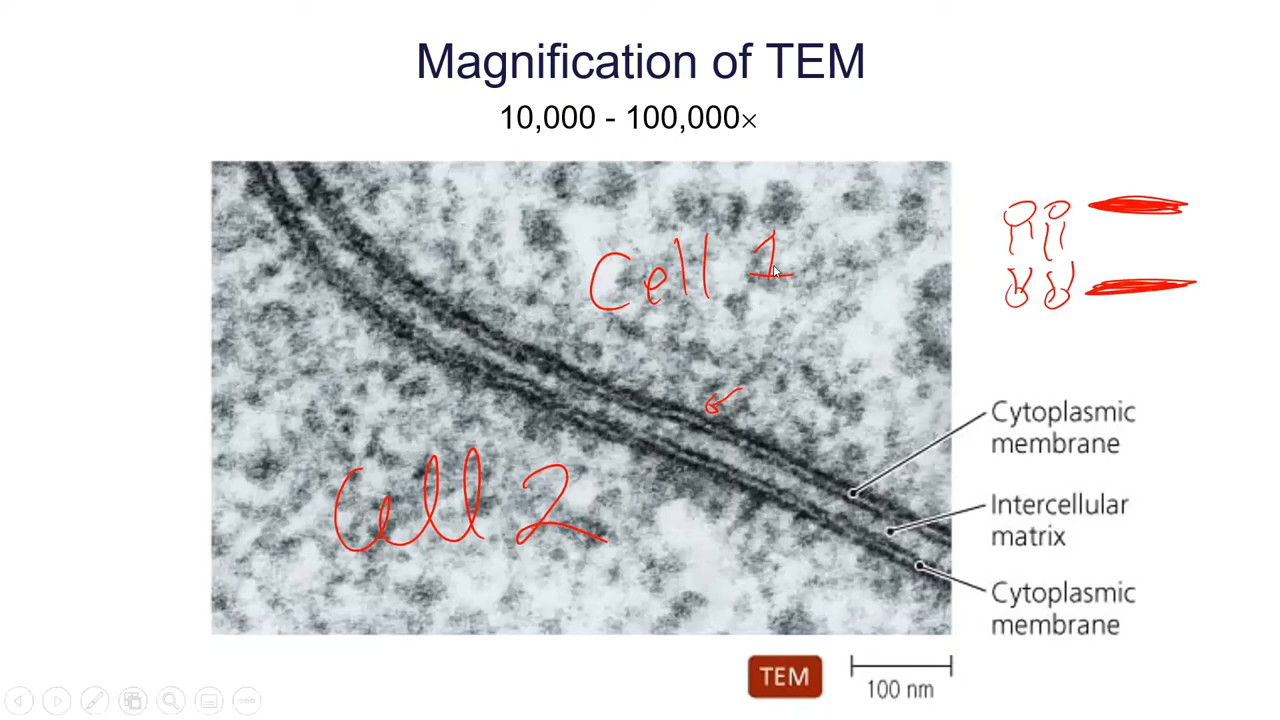 Magnification of TEM
10,000 - 100,000×
Cell 1
Cell 2
Cytoplasmic
membrane
Intercellular
matrix
Cytoplasmic
membrane
TEM
100 nm